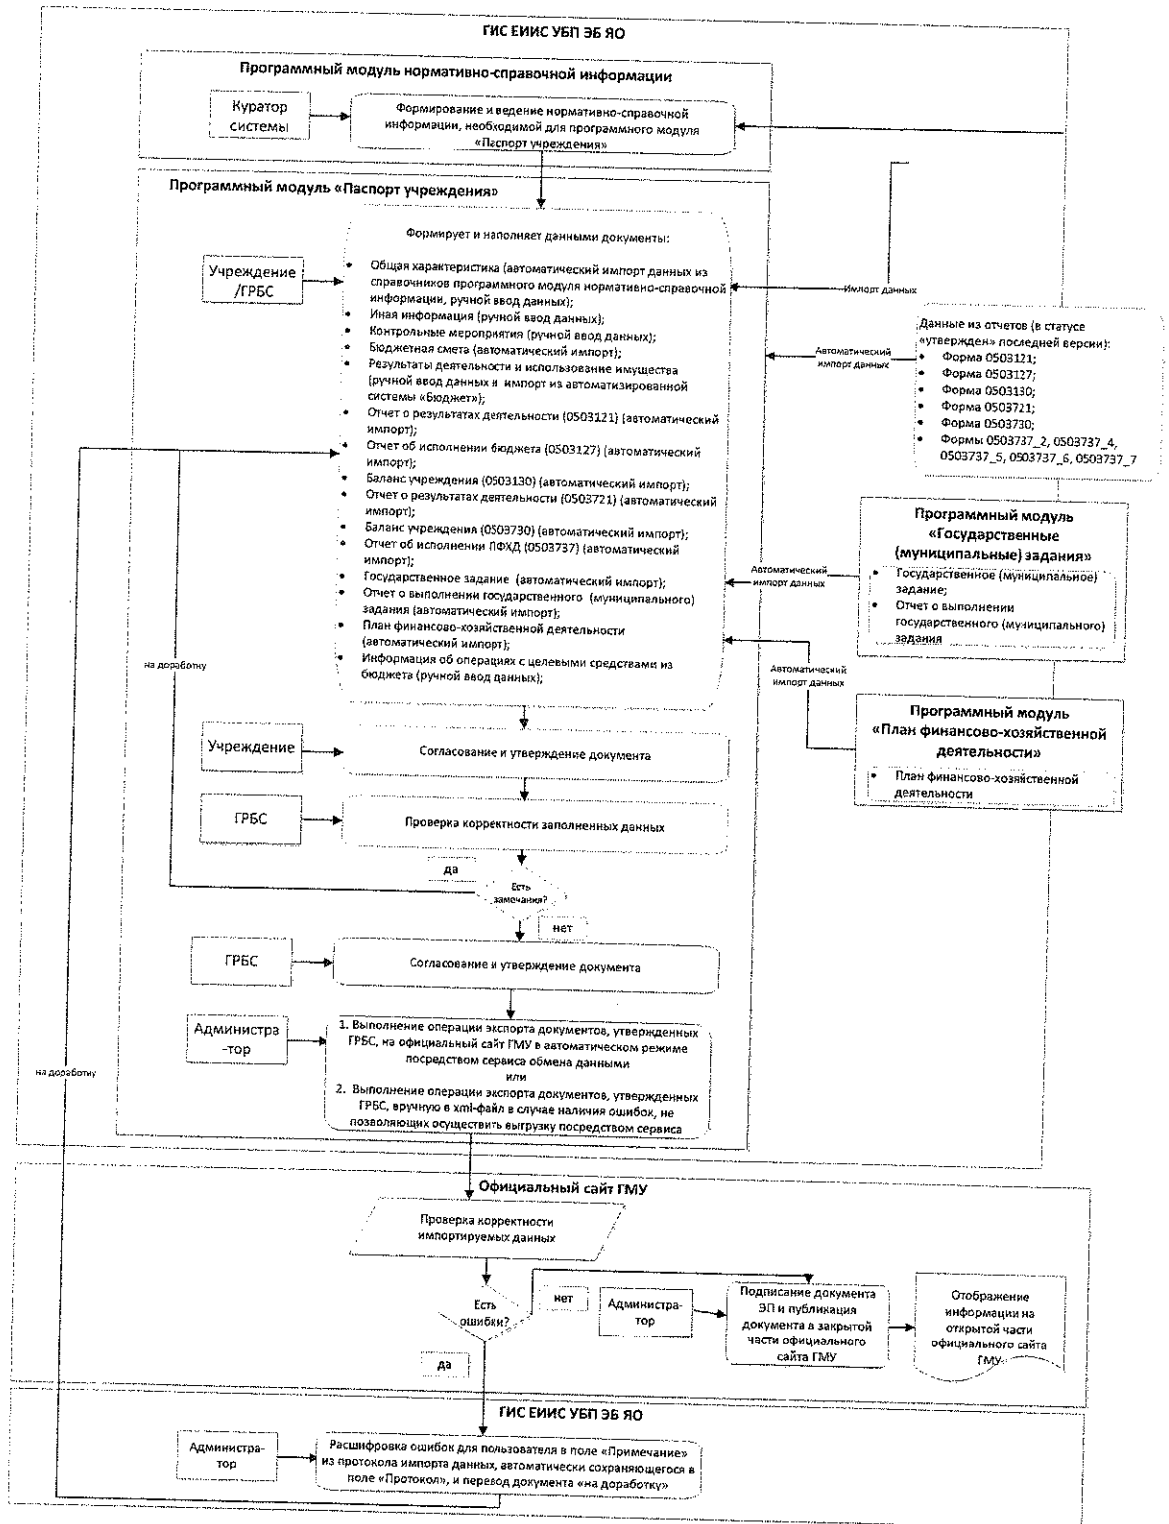 ГИС ЕИИС УБП ЭБ ЯО
Программный модуль нормативно-справочной информации
Куратор
системы
Формирование и ведение нормативно-справочной
информации, необходимой для программного модуля
«Паспорт учреждения»
Программный модуль «Паспорт учреждения»
Учреждение
/ГРБС
Формирует и наполняет данными документы:
• Общая характеристика (автоматический импорт данных из
справочников программного модуля нормативно-справочной
информации, ручной ввод данных);
• Иная информация (ручной ввод данных);
• Контрольные мероприятия (ручной ввод данных);
• Бюджетная смета (автоматический импорт);
• Результаты деятельности и использование имущества
(ручной ввод данных и импорт из автоматизированной
системы «Бюджет»);
• Отчет о результатах деятельности (0503121) (автоматический
импорт);
• Отчет об исполнении бюджета (0503127) (автоматический
импорт);
• Баланс учреждения (0503130) (автоматический импорт);
• Отчет о результатах деятельности (0503721) (автоматический
импорт);
• Баланс учреждения (0503730) (автоматический импорт);
• Отчет об исполнении ПФХД (0503737) (автоматический
импорт);
• Государственное задание (автоматический импорт);
• Отчет о выполнении государственного (муниципального)
задания (автоматический импорт);
• План финансово-хозяйственной деятельности
(автоматический импорт);
• Информация об операциях с целевыми средствами из
бюджета (ручной ввод данных);
Импорт данных
Автоматический
импорт данных
Данные из отчетов (в статусе
«утвержден» последней версии):
• Форма 0503121;
• Форма 0503127;
• Форма 0503130;
• Форма 0503721;
• Форма 0503730;
• Формы 0503737_2, 0503737_4,
0503737_5, 0503737_6, 0503737_7
Автоматический
импорт данных
Программный модуль
«Государственные
(муниципальные) задания»
• Государственное (муниципальное)
задание;
• Отчет о выполнении
государственного (муниципального)
задания
Автоматический
импорт данных
Программный модуль
«План финансово-хозяйственной
деятельности»
• План финансово-хозяйственной
деятельности
на доработку
Учреждение
Согласование и утверждение документа
ГРБС
Проверка корректности заполненных данных
да
Есть
замечания?
нет
ГРБС
Согласование и утверждение документа
Администра
-тор
1. Выполнение операции экспорта документов, утвержденных
ГРБС, на официальный сайт ГМУ в автоматическом режиме
посредством сервиса обмена данными
или
2. Выполнение операции экспорта документов, утвержденных
ГРБС, вручную в xml-файл в случае наличия ошибок, не
позволяющих осуществить выгрузку посредством сервиса
на доработку
Официальный сайт ГМУ
Проверка корректности
импортируемых данных
Есть
ошибки?
нет
да
Администра-
тор
Подписание документа
ЭП и публикация
документа в закрытой
части официального
сайта ГМУ
Отображение
информации на
открытой части
официального сайта
ГМУ
ГИС ЕИИС УБП ЭБ ЯО
Администра-
тор
Расшифровка ошибок для пользователя в поле «Примечание»
из протокола импорта данных, автоматически сохраняющегося в
поле «Протокол», и перевод документа «на доработку»